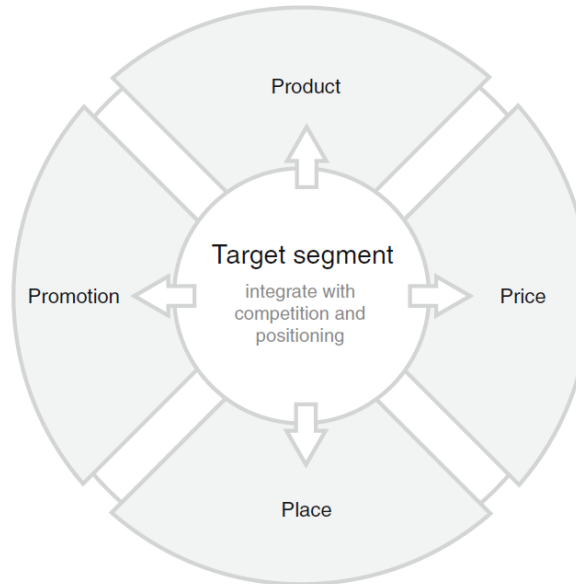 Product
Target segment
integrate with
competition and
positioning
Promotion
Price
Place